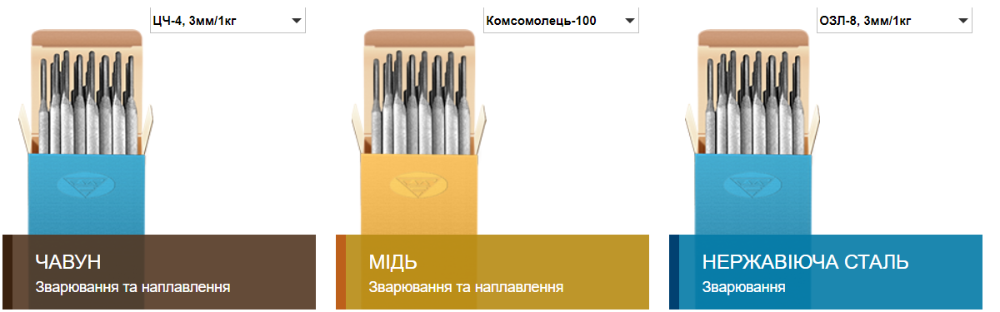 ЦЧ-4, 3мм/1кг
Комсомолець-100
ОЗЛ-8, 3мм/1кг
ЧАВУН
Зварювання та наплавлення
МІДЬ
Зварювання та наплавлення
НЕРЖАВІЮЧА СТАЛЬ
Зварювання